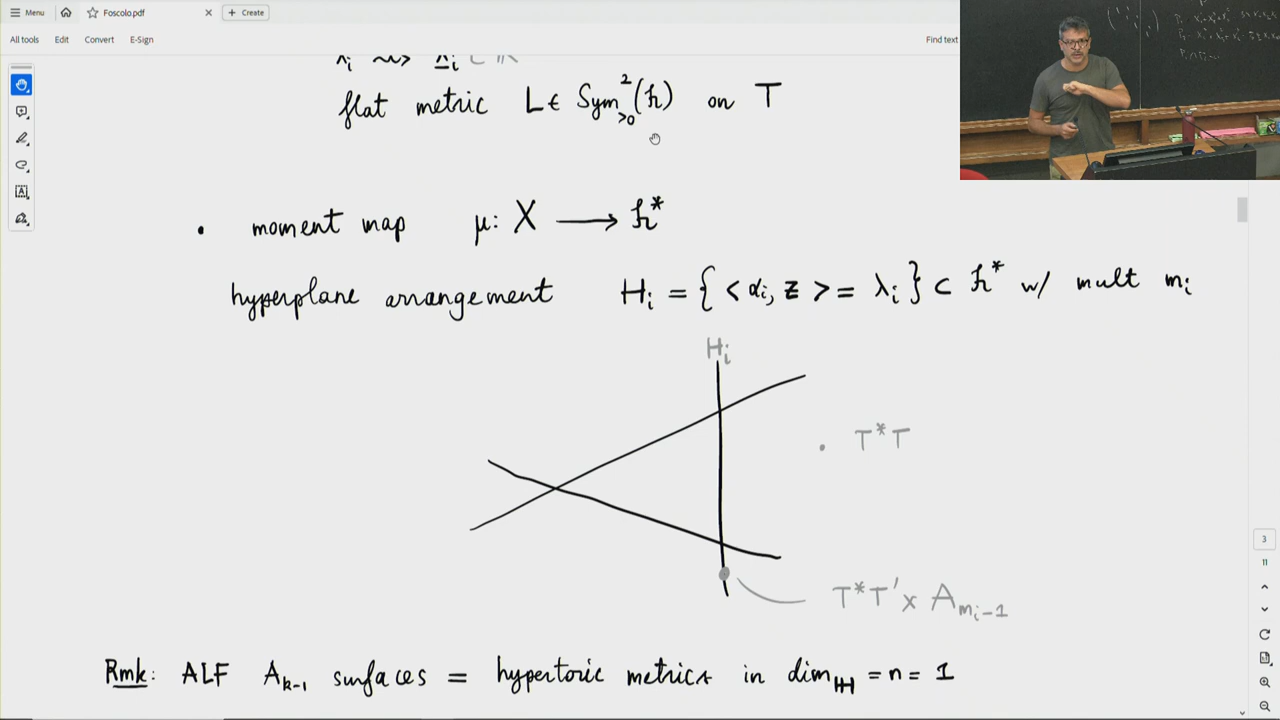 Menu
Foscolo.pdf
Create
All tools Edit Convert E-Sign
Find text
flat metric L ∈ Sym²_{>0}(𝔥) on T
• moment map μ: X ⟶ 𝔥*
hyperplane arrangement H_i = { < α_i, z > = λ_i } ⊂ 𝔥* w/ mult m_i
H_i
• T*T
T*T' × A_{m_i-1}
Rmk: ALF A_{k-1} surfaces = hypertoric metrics in dim_ℍ = n = 1
3
11